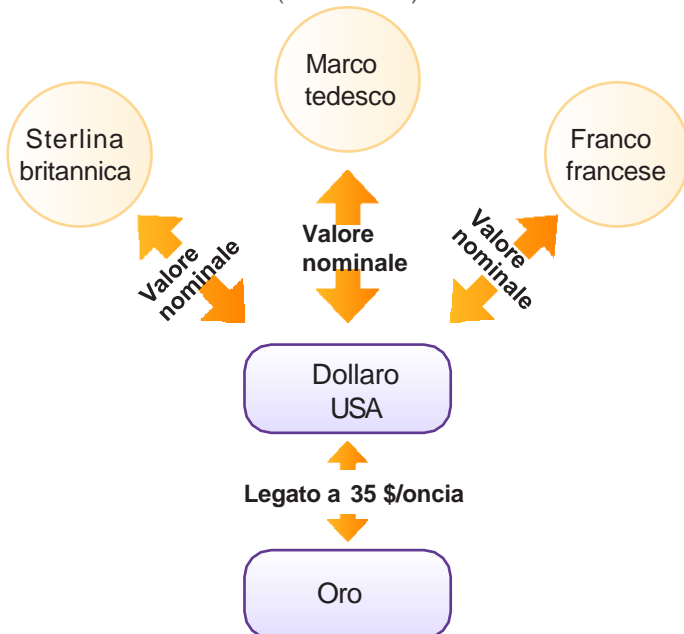 Marco
tedesco
Sterlina
britannica
Franco
francese
Valore
nominale
Valore
nominale
Valore
nominale
Dollaro
USA
Legato a 35 $/oncia
Oro